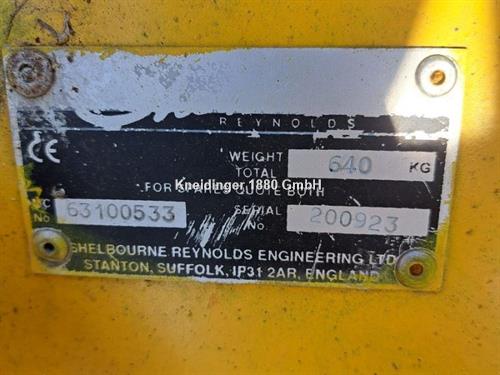 REYNOLDS
CE
WEIGHT
TOTAL 640 KG
FOR SPARES QUOTE BOTH
Kneidinger 1880 GmbH
No 63100533 SERIAL No. 200923
SHELBOURNE REYNOLDS ENGINEERING LTD
STANTON, SUFFOLK, IP31 2AR, ENGLAND